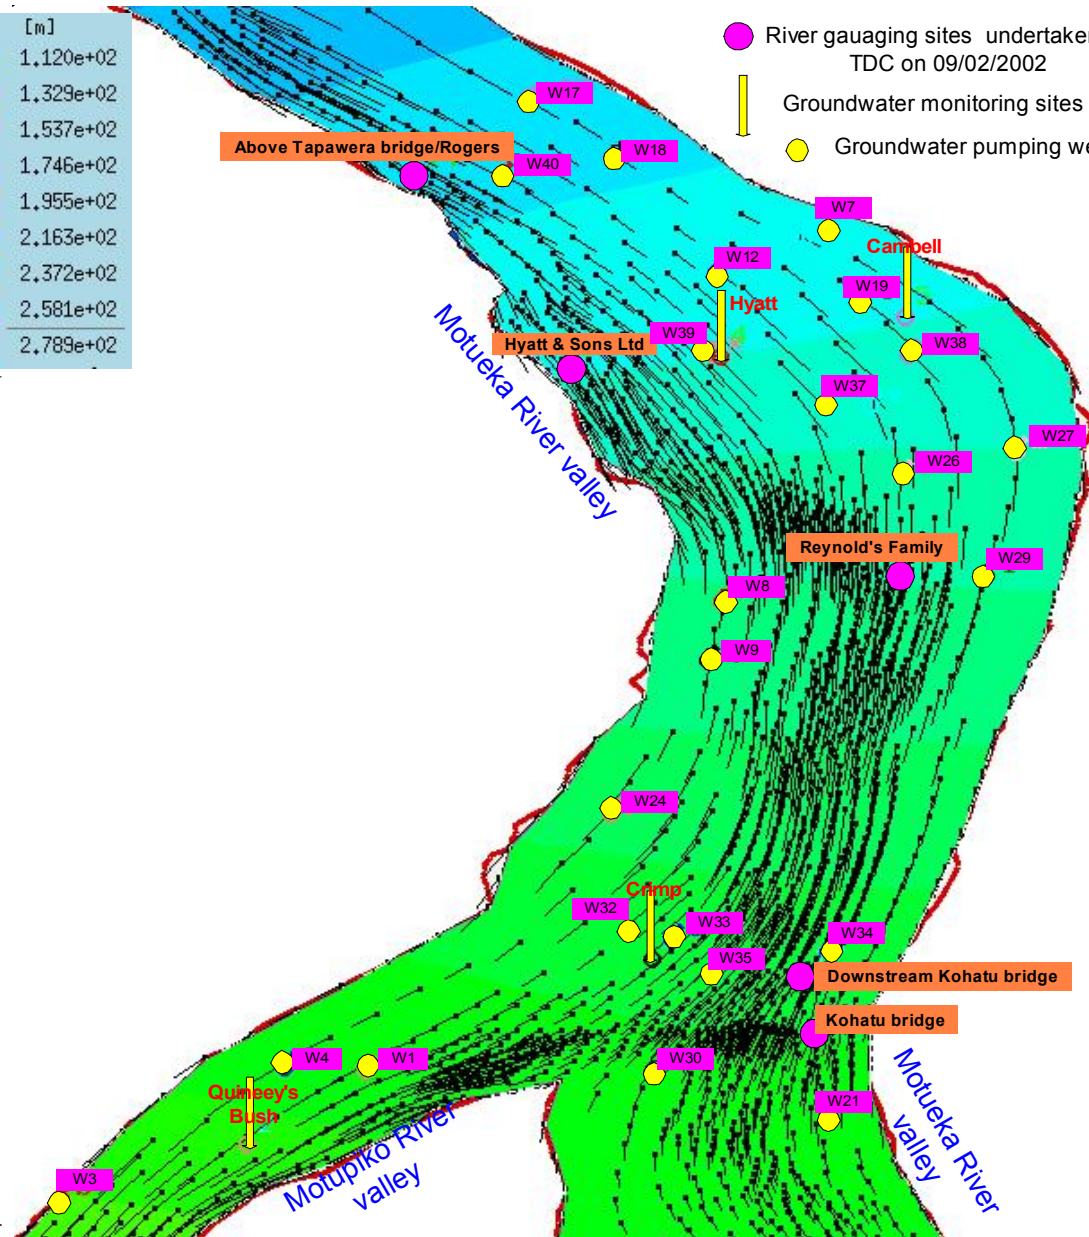 [m]
1.120e+02
1.329e+02
1.537e+02
1.746e+02
1.955e+02
2.163e+02
2.372e+02
2.581e+02
2.789e+02
River gauaging sites undertaken
TDC on 09/02/2002
Groundwater monitoring sites
Groundwater pumping we
W17
Above Tapawera bridge/Rogers
W40
W18
W7
Cambell
W12
W19
Hyatt
Motueka River valley
Hyatt & Sons Ltd
W39
W38
W37
W27
W26
Reynold's Family
W29
W8
W9
W24
Crimp
W32
W33
W34
W35
Downstream Kohatu bridge
Kohatu bridge
W4
W1
W30
Quineey's
Bush
W21
Motupiko River
valley
Motueka River
valley
W3